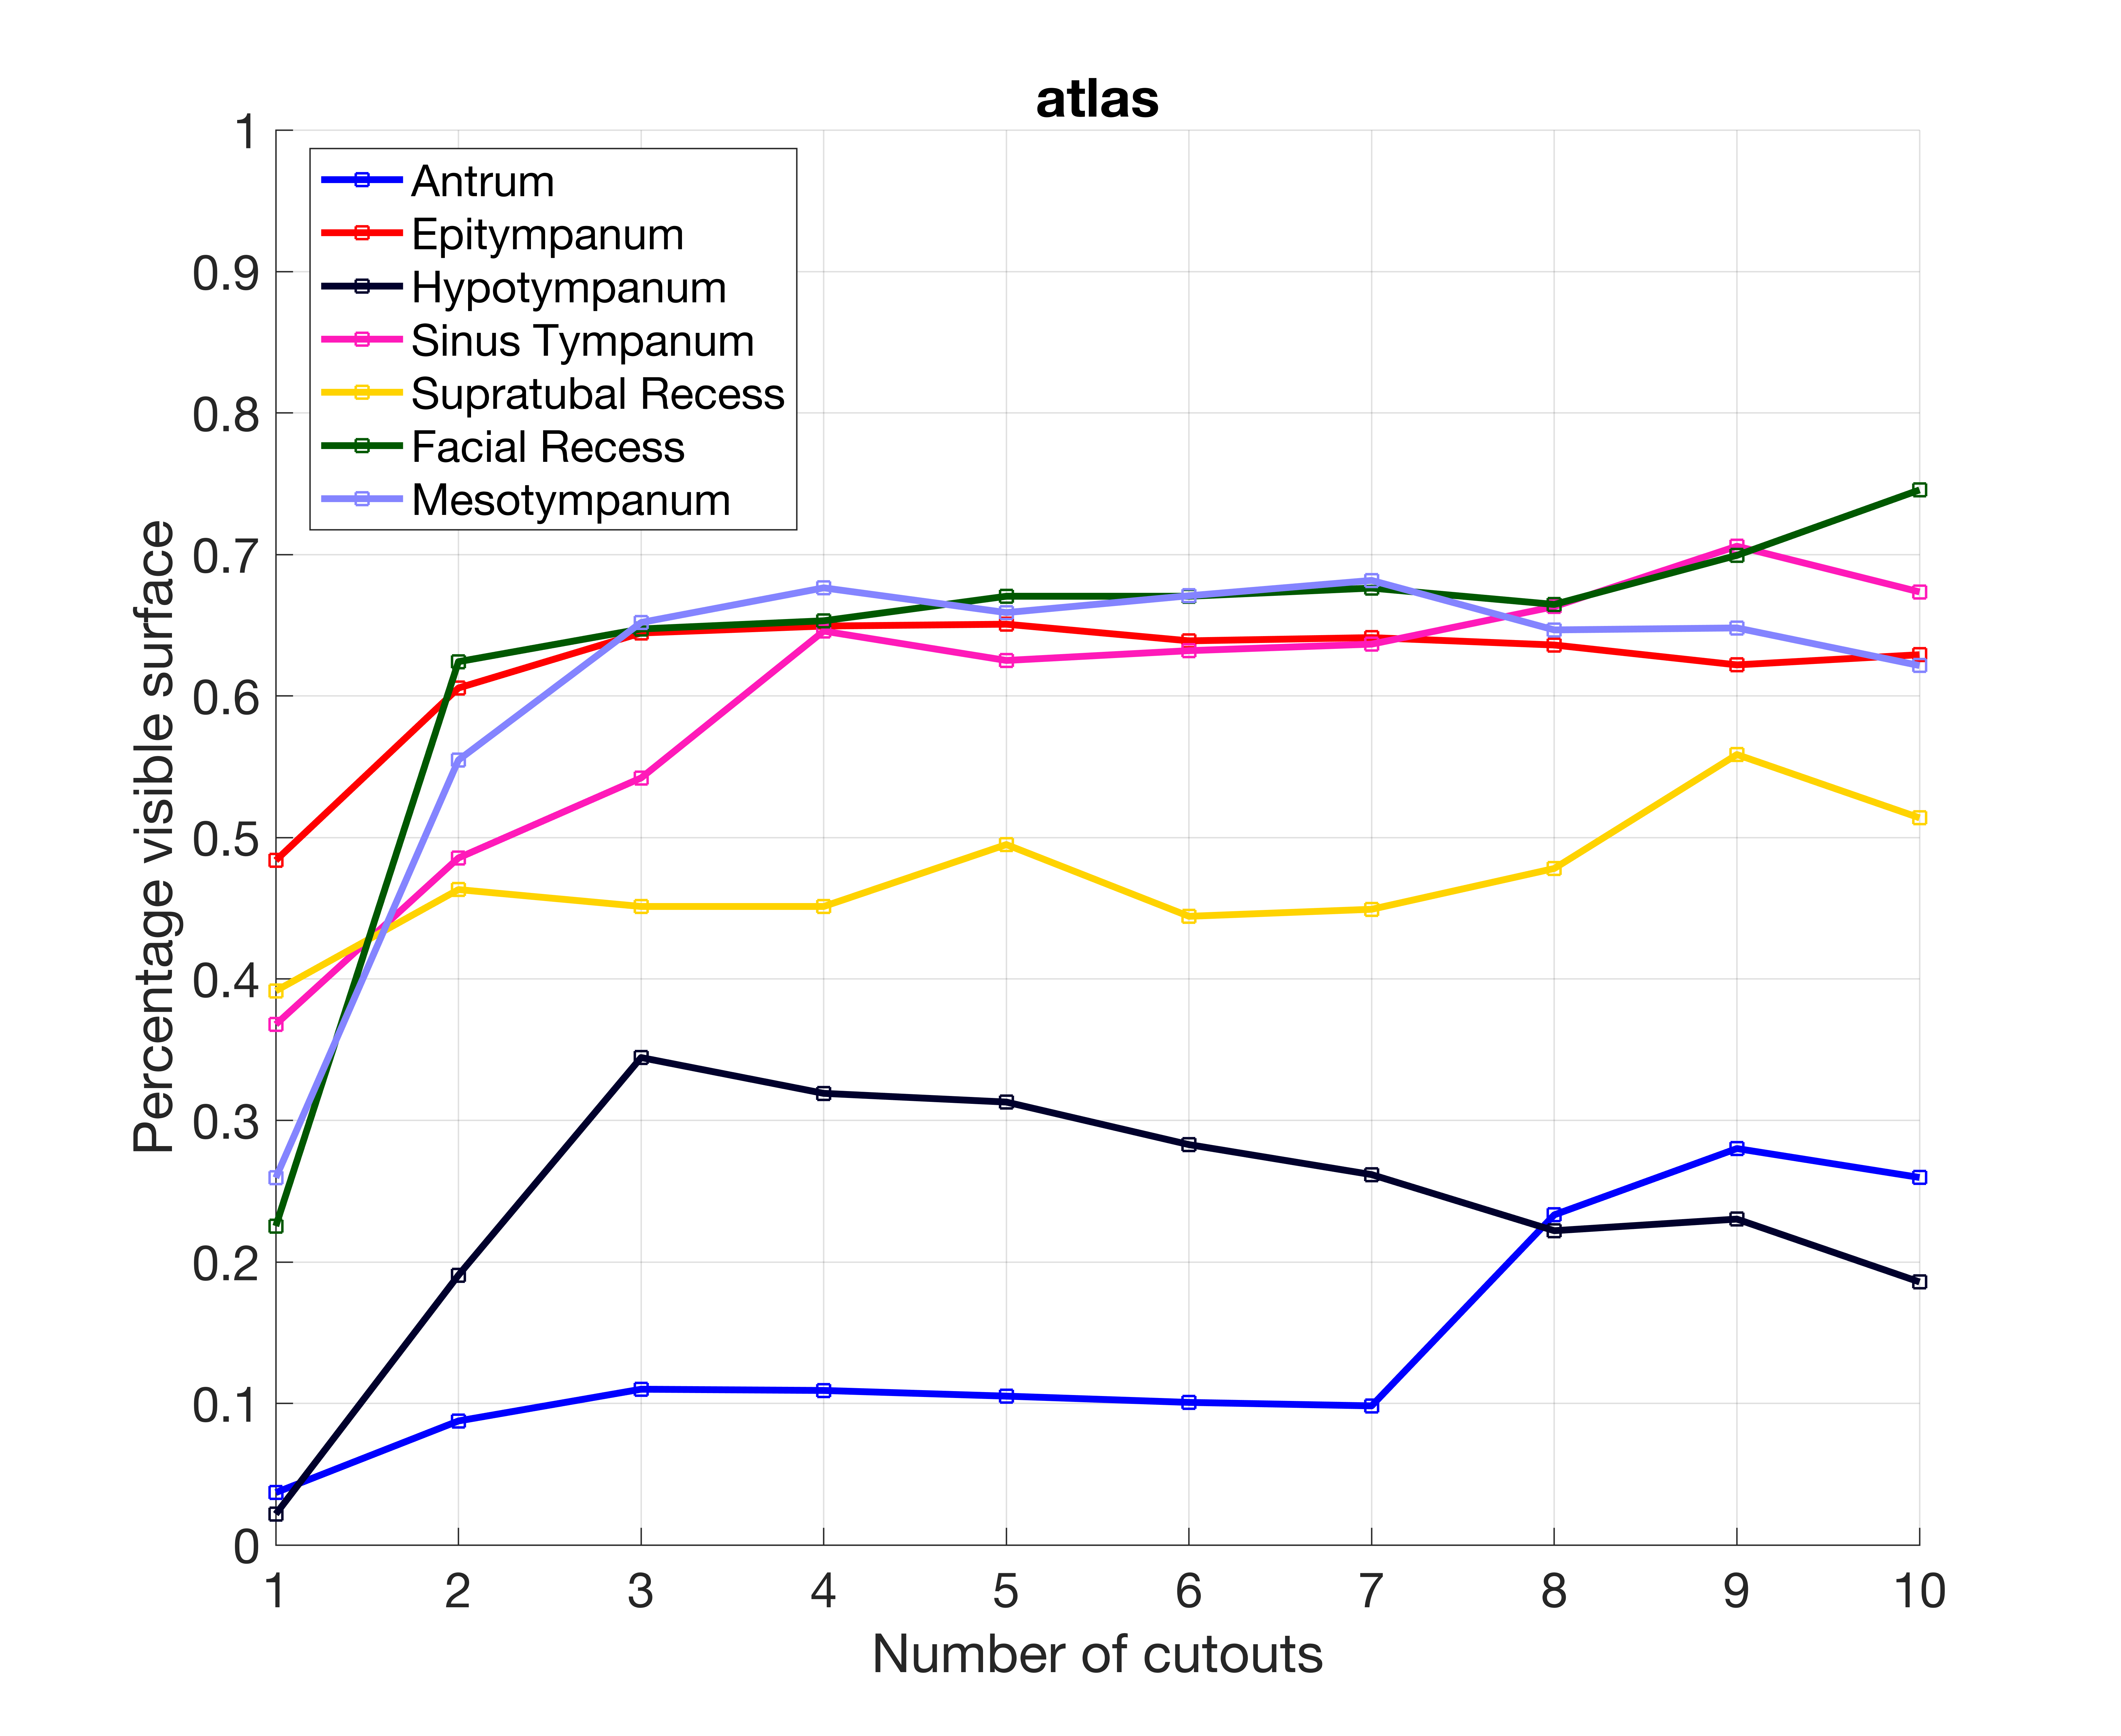 atlas
1
0.9
0.8
0.7
0.6
0.5
0.4
0.3
0.2
0.1
0
Percentage visible surface
Antrum
Epitympanum
Hypotympanum
Sinus Tympanum
Supratubal Recess
Facial Recess
Mesotympanum
1 2 3 4 5 6 7 8 9 10
Number of cutouts